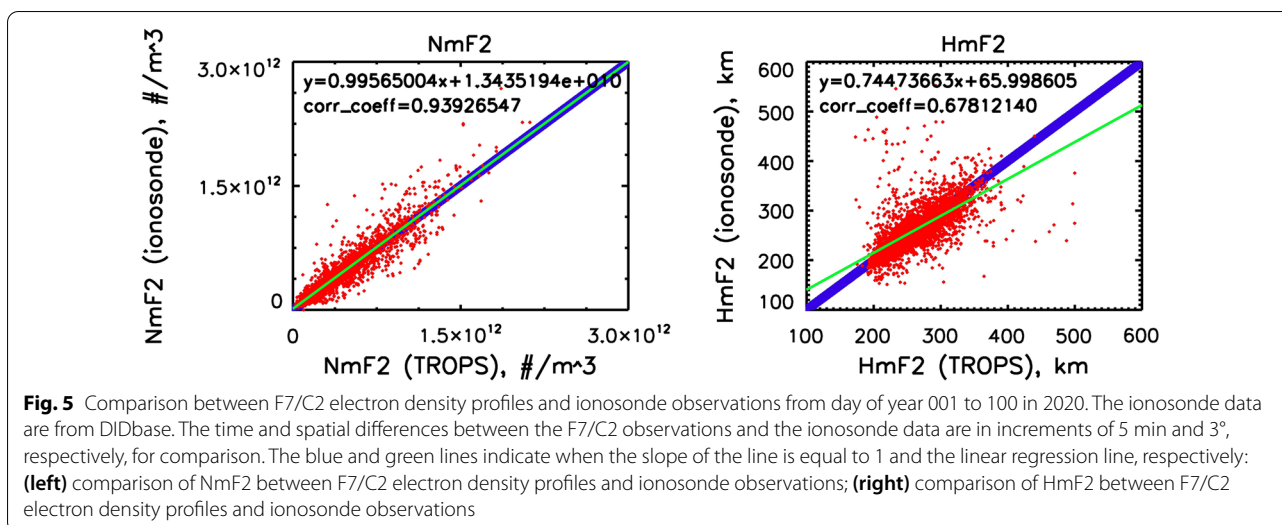 NmF2
3.0×10¹²
y=0.99565004x+1.3435194e+010
corr_coeff=0.93926547
1.5×10¹²
0
NmF2 (ionosonde), #/m^3
0 1.5×10¹² 3.0×10¹²
NmF2 (TROPS), #/m^3
HmF2
600
y=0.74473663x+65.998605
corr_coeff=0.67812140
500
400
300
200
100
HmF2 (ionosonde), km
100 200 300 400 500 600
HmF2 (TROPS), km
Fig. 5 Comparison between F7/C2 electron density profiles and ionosonde observations from day of year 001 to 100 in 2020. The ionosonde data
are from DIDbase. The time and spatial differences between the F7/C2 observations and the ionosonde data are in increments of 5 min and 3°,
respectively, for comparison. The blue and green lines indicate when the slope of the line is equal to 1 and the linear regression line, respectively:
(left) comparison of NmF2 between F7/C2 electron density profiles and ionosonde observations; (right) comparison of HmF2 between F7/C2
electron density profiles and ionosonde observations